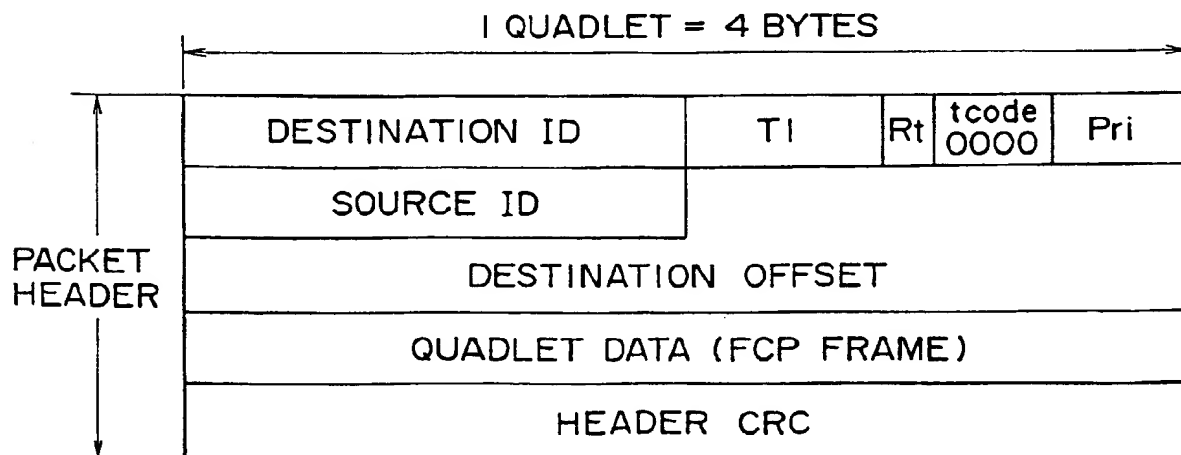 1 QUADLET = 4 BYTES
DESTINATION ID
T1
Rt
tcode
0000
Pri
SOURCE ID
PACKET
HEADER
DESTINATION OFFSET
QUADLET DATA (FCP FRAME)
HEADER CRC